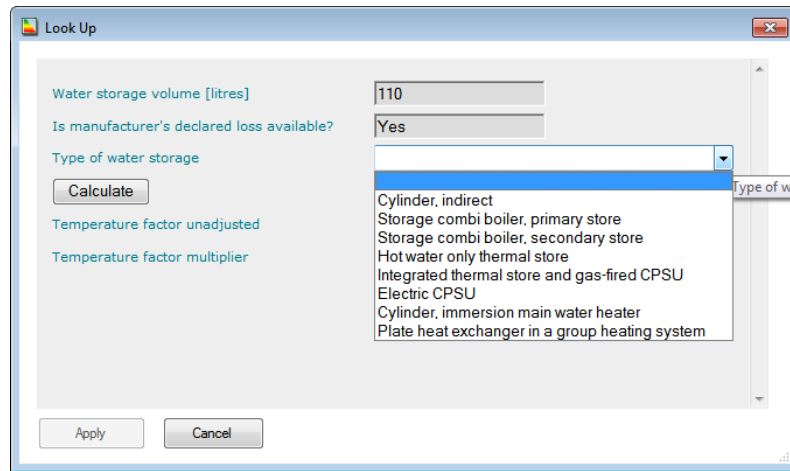 Look Up
Water storage volume [litres] 110
Is manufacturer's declared loss available? Yes
Type of water storage
Calculate
Type of w
Cylinder, indirect
Storage combi boiler, primary store
Temperature factor unadjusted
Storage combi boiler, secondary store
Hot water only thermal store
Temperature factor multiplier
Integrated thermal store and gas-fired CPSU
Electric CPSU
Cylinder, immersion main water heater
Plate heat exchanger in a group heating system
Apply Cancel